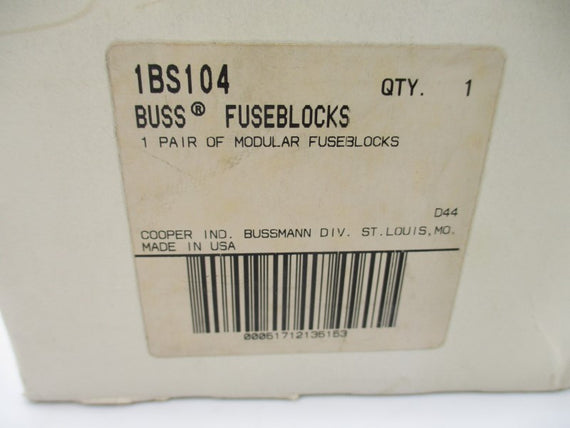 1BS104 QTY. 1
BUSS® FUSEBLOCKS
1 PAIR OF MODULAR FUSEBLOCKS
D44
COOPER IND. BUSSMANN DIV. ST.LOUIS,MO.
MADE IN USA
00051712135153